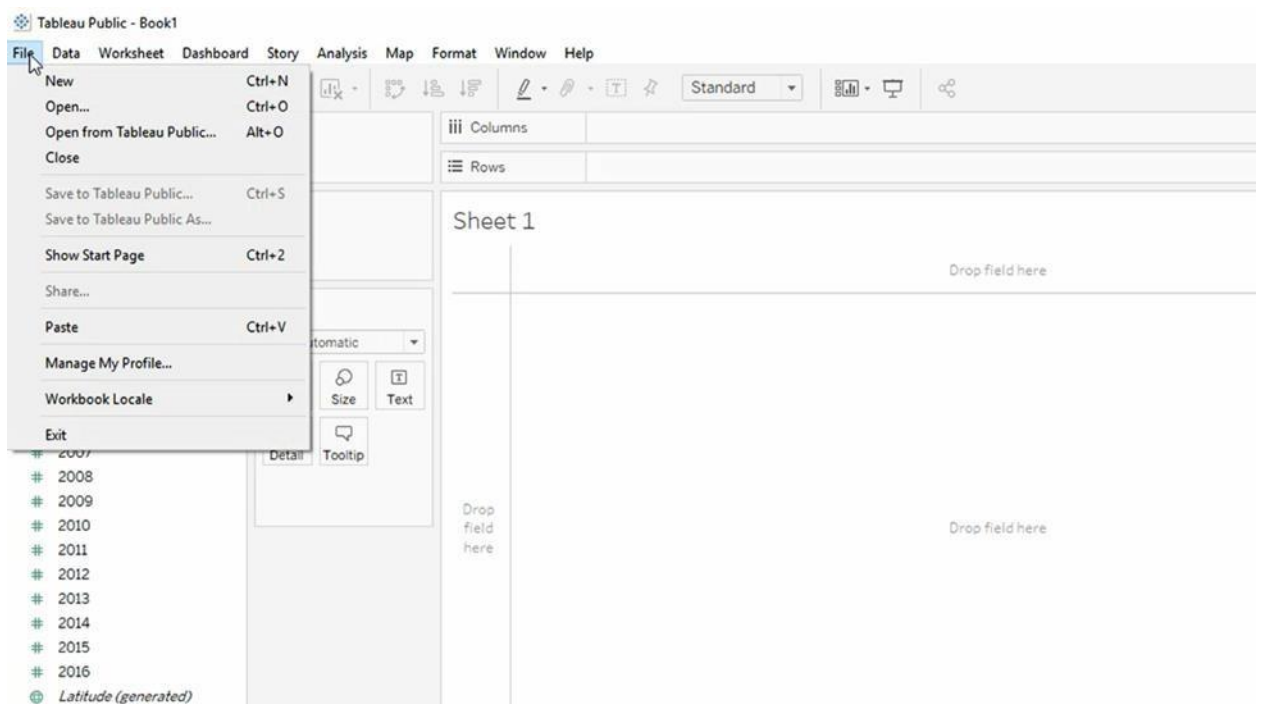 Tableau Public - Book1
File Data Worksheet Dashboard Story Analysis Map Format Window Help
New Ctrl+N
Open... Ctrl+O
Open from Tableau Public... Alt+O
Close
Save to Tableau Public... Ctrl+S
Save to Tableau Public As...
Show Start Page Ctrl+2
Share...
Paste Ctrl+V
Manage My Profile...
Workbook Locale
Exit
Standard
iii Columns
Rows
Sheet 1
Drop field here
tomatic
Size Text
Detail Tooltip
2007
2008
2009
2010
2011
2012
2013
2014
2015
2016
Latitude (generated)
Drop
field
here
Drop field here